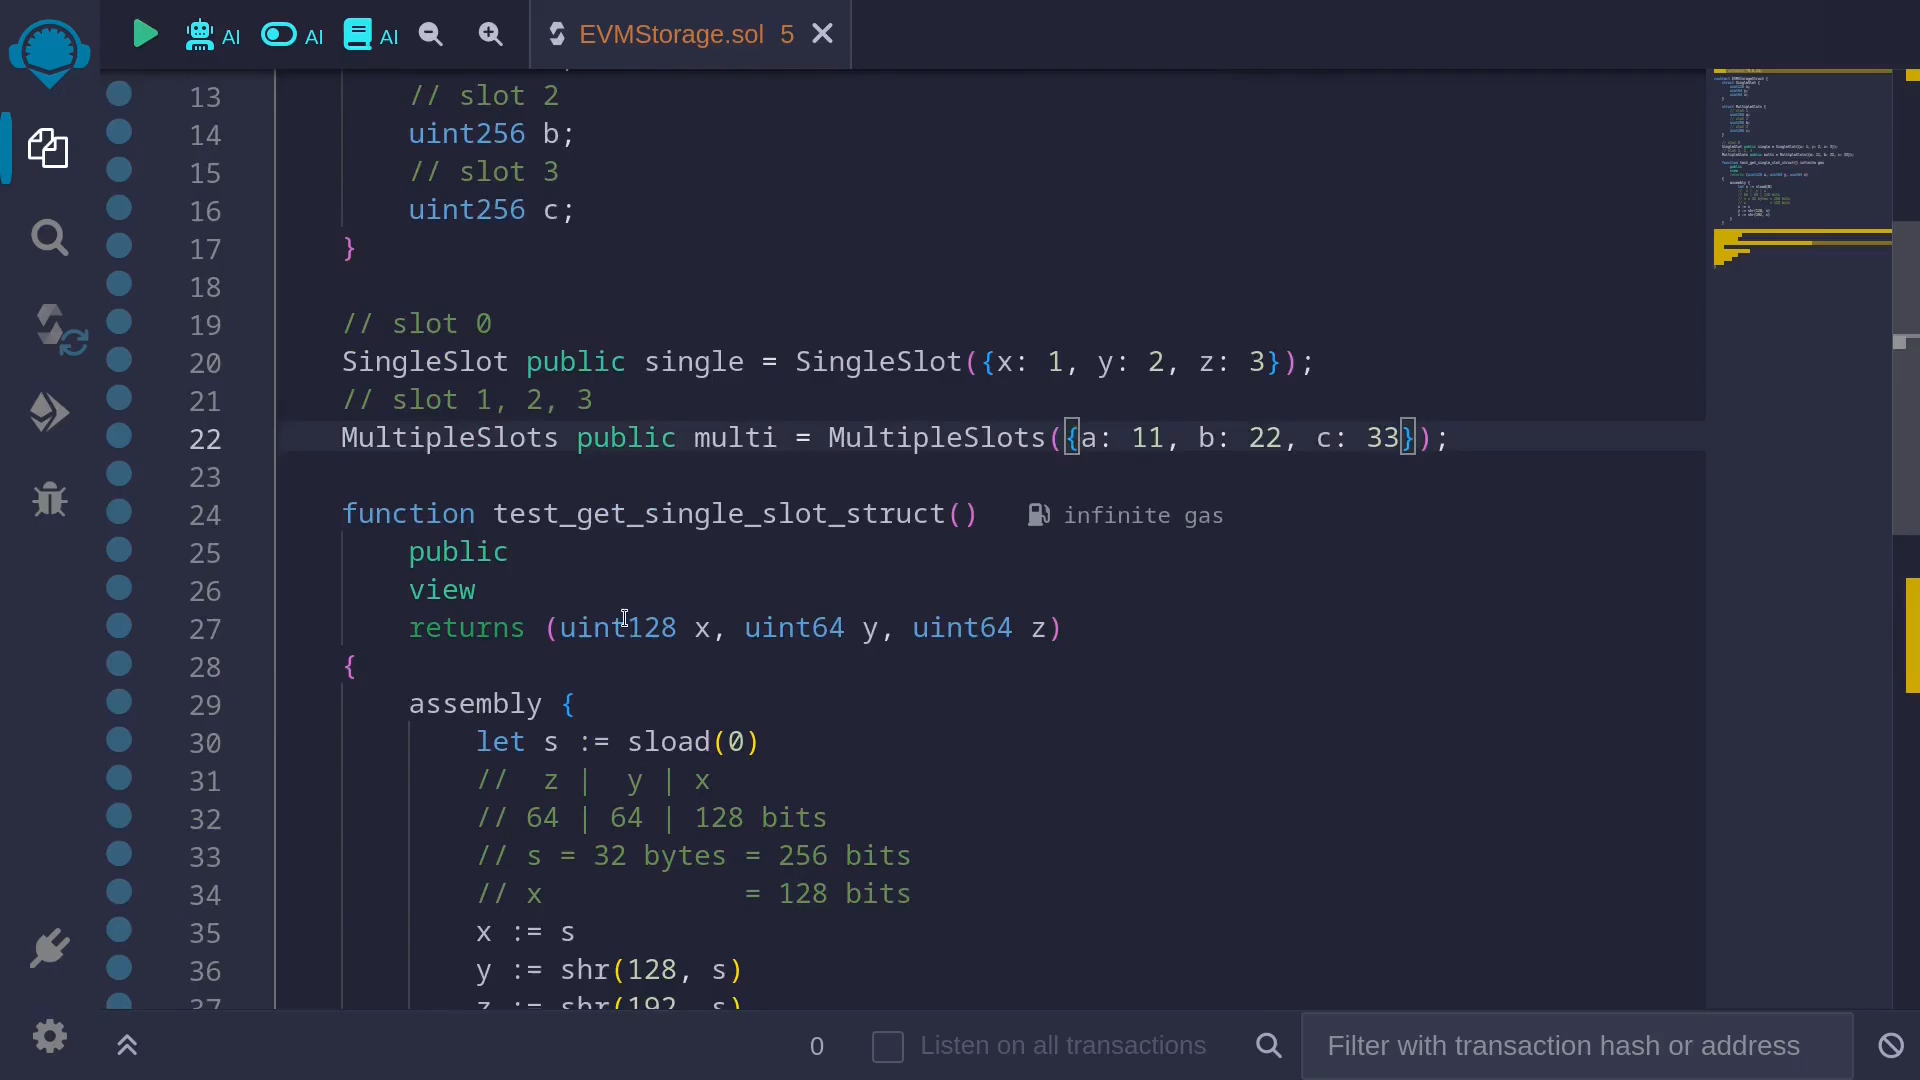 AI AI AI EVMStorage.sol 5
13 // slot 2
14 uint256 b;
15 // slot 3
16 uint256 c;
17 }
18
19 // slot 0
20 SingleSlot public single = SingleSlot({x: 1, y: 2, z: 3});
21 // slot 1, 2, 3
22 MultipleSlots public multi = MultipleSlots({a: 11, b: 22, c: 33});
23
24 function test_get_single_slot_struct() infinite gas
25 public
26 view
27 returns (uint128 x, uint64 y, uint64 z)
28 {
29 assembly {
30 let s := sload(0)
31 // z | y | x
32 // 64 | 64 | 128 bits
33 // s = 32 bytes = 256 bits
34 // x = 128 bits
35 x := s
36 y := shr(128, s)
37 z := shr(192, s)
0 Listen on all transactions Filter with transaction hash or address